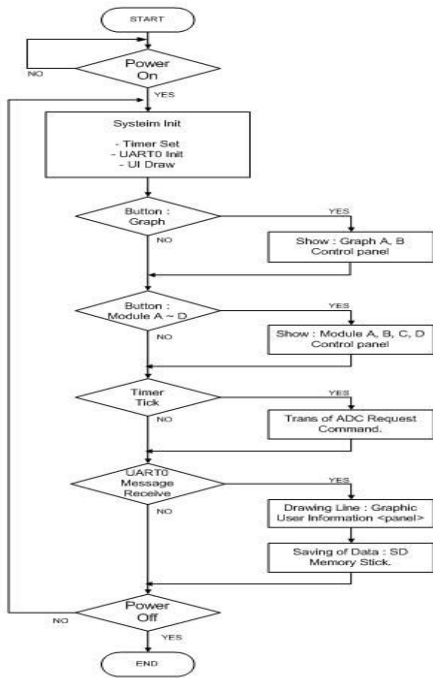 START
Power
On
NO
YES
Systeim Init
- Timer Set
- UART0 Init
- UI Draw
Button :
Graph
YES
NO
Show : Graph A, B
Control panel
Button :
Module A ~ D
YES
NO
Show : Module A, B, C, D
Control panel
Timer
Tick
YES
NO
Trans of ADC Request
Command.
UART0
Message
Receive
YES
NO
Drawing Line : Graphic
User Information <panel>
Saving of Data : SD
Memory Stick.
Power
Off
NO
YES
END